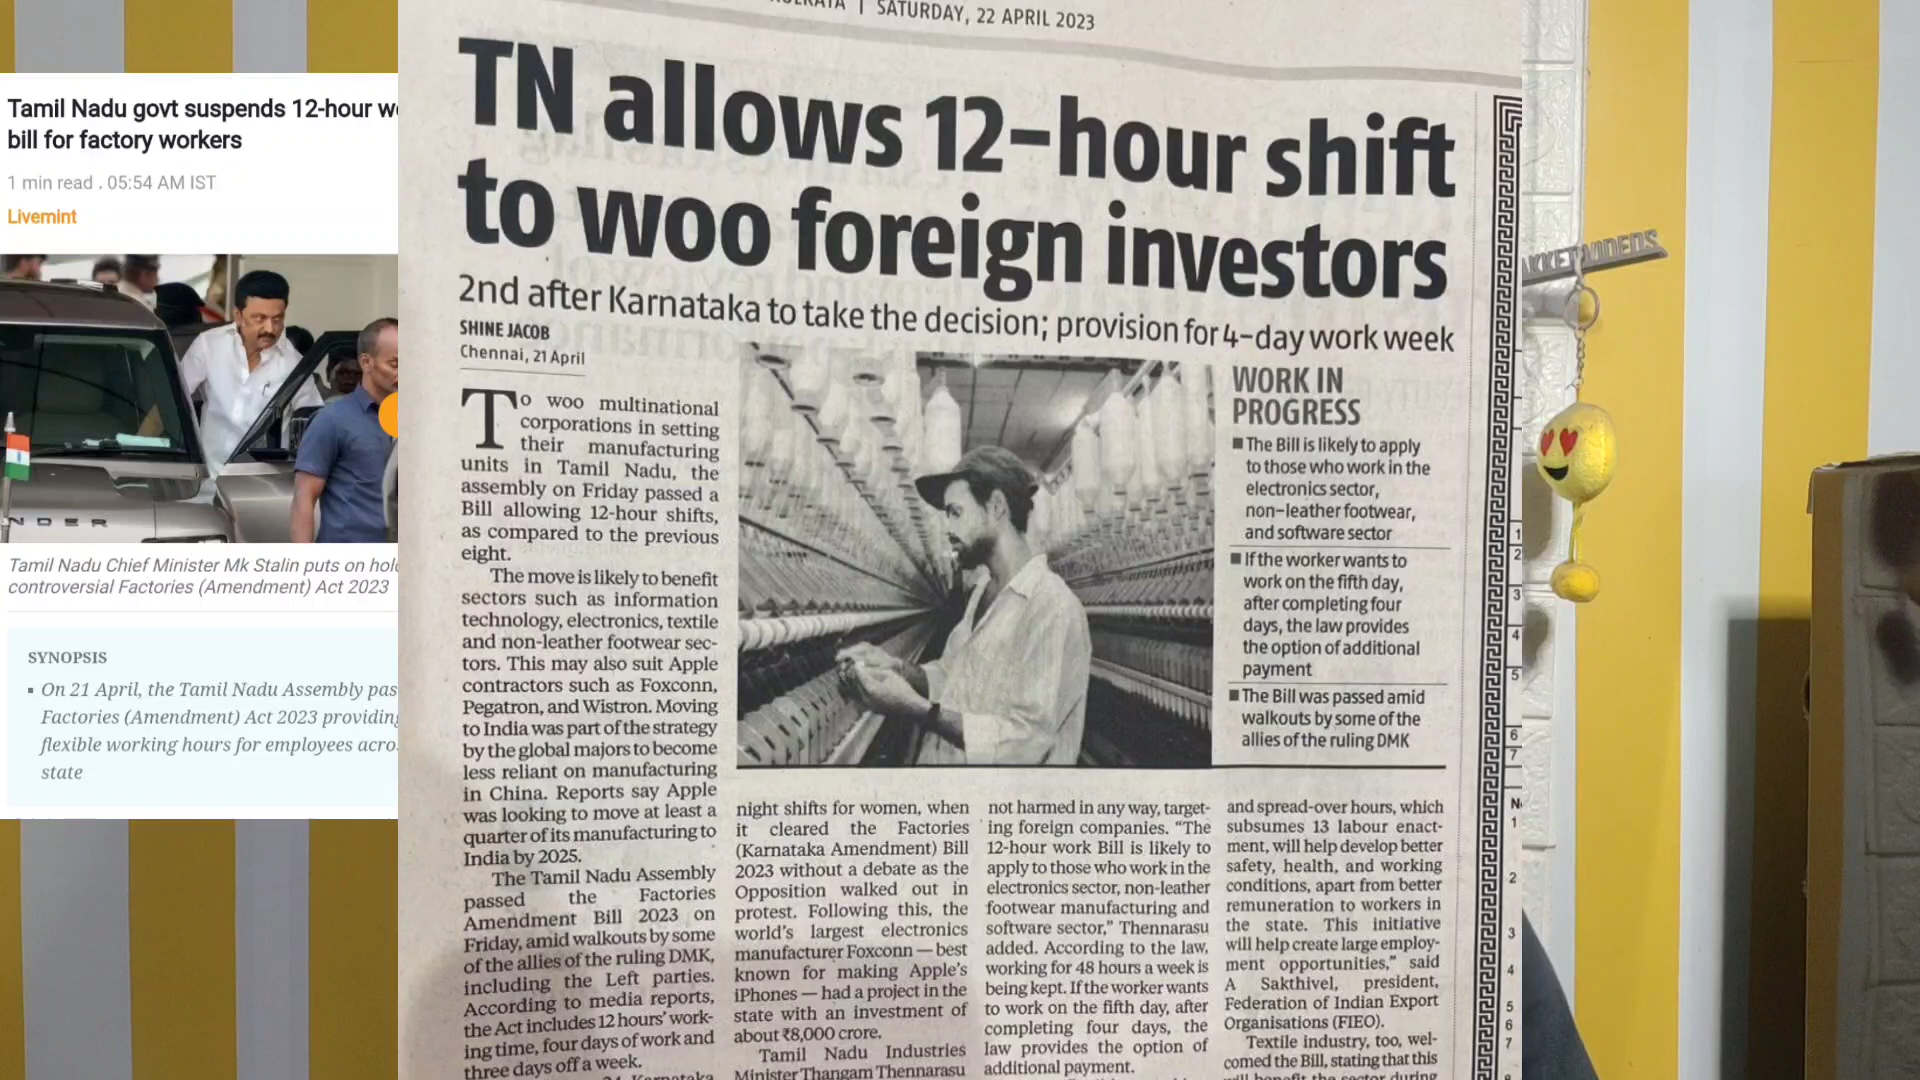 Tamil Nadu govt suspends 12-hour
bill for factory workers
1 min read . 05:54 AM IST
Livemint
NDER
Tamil Nadu Chief Minister Mk Stalin puts on
controversial Factories (Amendment) Act 2023
SYNOPSIS
▪ On 21 April, the Tamil Nadu Assembly
Factories (Amendment) Act 2023
flexible working hours for employees
state
| SATURDAY, 22 APRIL 2023
TN allows 12-hour shift
to woo foreign investors
2nd after Karnataka to take the decision; provision for 4-day work week
SHINE JACOB
Chennai, 21 April
To woo multinational
corporations in setting
their manufacturing
units in Tamil Nadu, the
assembly on Friday passed a
Bill allowing 12-hour shifts,
as compared to the previous
eight.
The move is likely to benefit
sectors such as information
technology, electronics, textile
and non-leather footwear sec-
tors. This may also suit Apple
contractors such as Foxconn,
Pegatron, and Wistron. Moving
to India was part of the strategy
by the global majors to become
less reliant on manufacturing
in China. Reports say Apple
was looking to move at least a
quarter of its manufacturing to
India by 2025.
The Tamil Nadu Assembly
passed the Factories
Amendment Bill 2023 on
Friday, amid walkouts by some
of the allies of the ruling DMK,
including the Left parties.
According to media reports,
the Act includes 12 hours' work-
ing time, four days of work and
three days off a week.
night shifts for women, when
it cleared the Factories
(Karnataka Amendment) Bill
2023 without a debate as the
Opposition walked out in
protest. Following this, the
world's largest electronics
manufacturer Foxconn — best
known for making Apple's
iPhones — had a project in the
state with an investment of
about ₹8,000 crore.
Tamil Nadu Industries
Minister Thangam Thennarasu
not harmed in any way, target-
ing foreign companies. "The
12-hour work Bill is likely to
apply to those who work in the
electronics sector, non-leather
footwear manufacturing and
software sector," Thennarasu
added. According to the law,
working for 48 hours a week is
being kept. If the worker wants
to work on the fifth day, after
completing four days, the
law provides the option of
additional payment.
WORK IN
PROGRESS
■ The Bill is likely to apply
to those who work in the
electronics sector,
non-leather footwear,
and software sector
■ If the worker wants to
work on the fifth day,
after completing four
days, the law provides
the option of additional
payment
■ The Bill was passed amid
walkouts by some of the
allies of the ruling DMK
and spread-over hours, which
subsumes 13 labour enact-
ment, will help develop better
safety, health, and working
conditions, apart from better
remuneration to workers in
the state. This initiative
will help create large employ-
ment opportunities," said
A Sakthivel, president,
Federation of Indian Export
Organisations (FIEO).
Textile industry, too, wel-
comed the Bill, stating that this
1
2
3
4
5
6
7
1
2
3
4
5
6
7